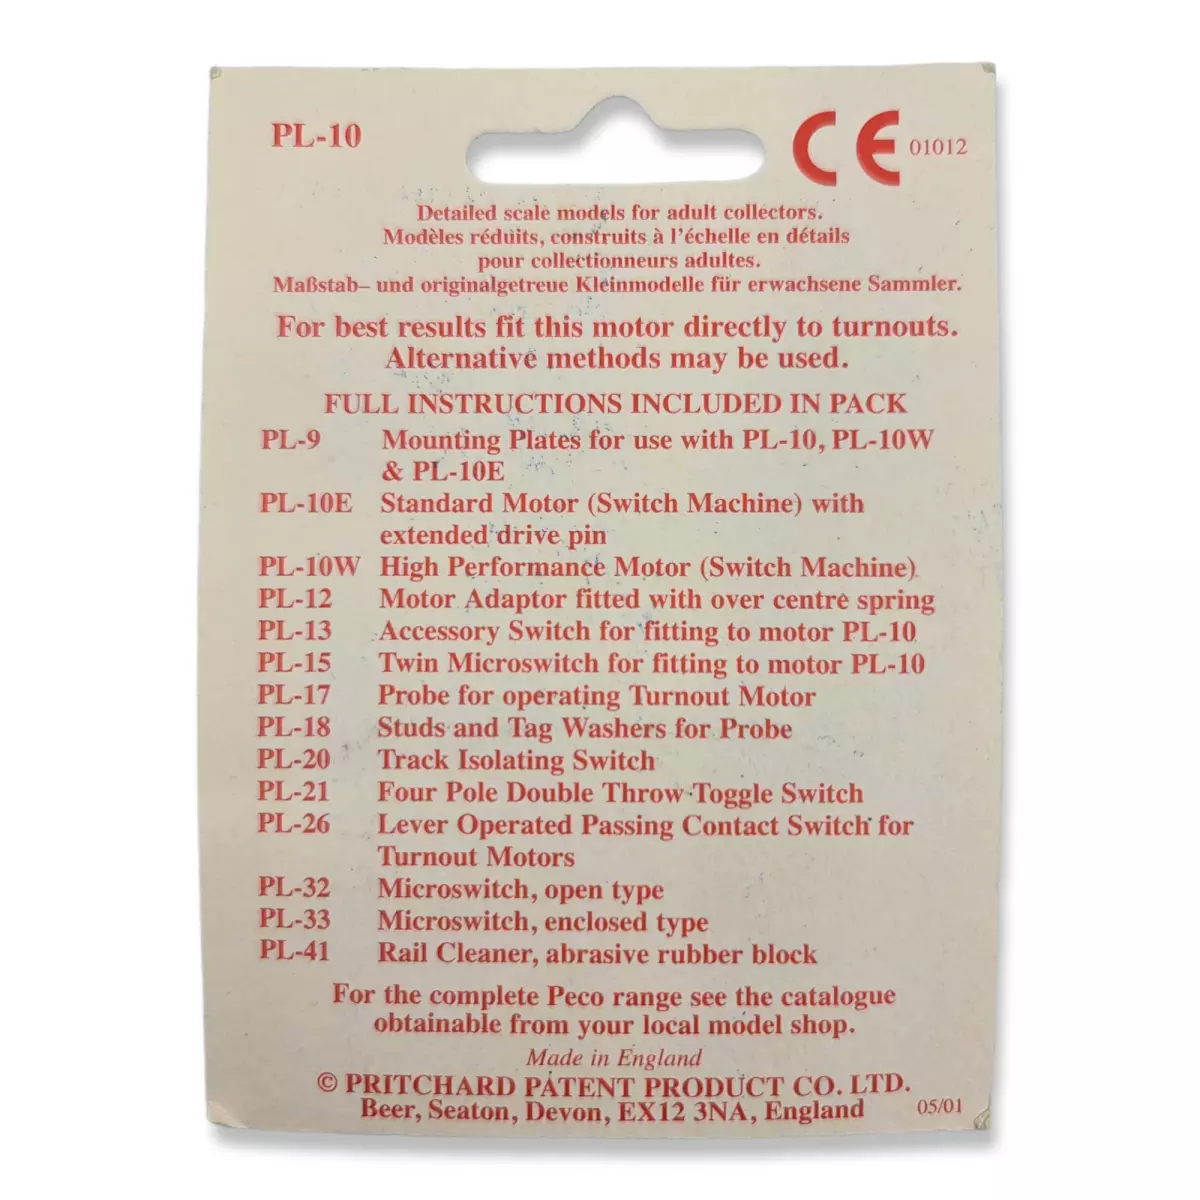 PL-10
CE 01012
Detailed scale models for adult collectors.
Modèles réduits, construits à l'échelle en détails
pour collectionneurs adultes.
Maßstab- und originalgetreue Kleinmodelle für erwachsene Sammler.
For best results fit this motor directly to turnouts.
Alternative methods may be used.
FULL INSTRUCTIONS INCLUDED IN PACK
PL-9 Mounting Plates for use with PL-10, PL-10W
& PL-10E
PL-10E Standard Motor (Switch Machine) with
extended drive pin
PL-10W High Performance Motor (Switch Machine)
PL-12 Motor Adaptor fitted with over centre spring
PL-13 Accessory Switch for fitting to motor PL-10
PL-15 Twin Microswitch for fitting to motor PL-10
PL-17 Probe for operating Turnout Motor
PL-18 Studs and Tag Washers for Probe
PL-20 Track Isolating Switch
PL-21 Four Pole Double Throw Toggle Switch
PL-26 Lever Operated Passing Contact Switch for
Turnout Motors
PL-32 Microswitch, open type
PL-33 Microswitch, enclosed type
PL-41 Rail Cleaner, abrasive rubber block
For the complete Peco range see the catalogue
obtainable from your local model shop.
Made in England
© PRITCHARD PATENT PRODUCT CO. LTD.
Beer, Seaton, Devon, EX12 3NA, England 05/01